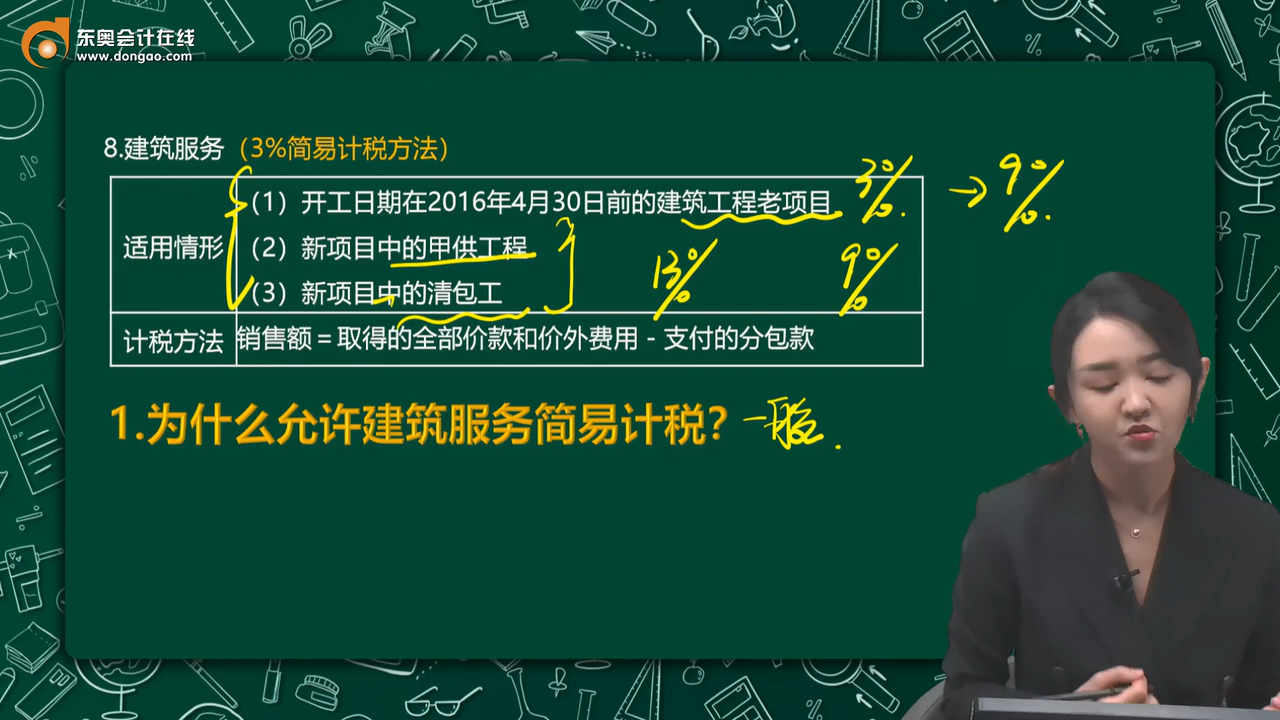 东奥会计在线
www.dongao.com
8.建筑服务（3%简易计税方法）
适用情形
（1）开工日期在2016年4月30日前的建筑工程老项目 3% → 9%
（2）新项目中的甲供工程 13% 9%
（3）新项目中的清包工
计税方法 销售额＝取得的全部价款和价外费用－支付的分包款
1.为什么允许建筑服务简易计税? 一般.